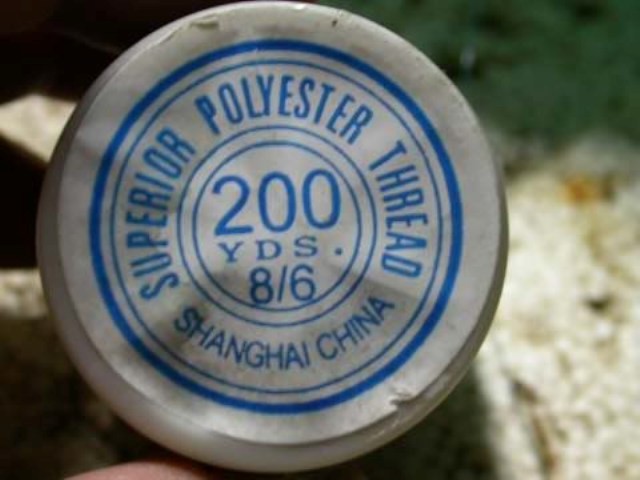 SUPERIOR POLYESTER THREAD
200
YDS.
8/6
SHANGHAI CHINA